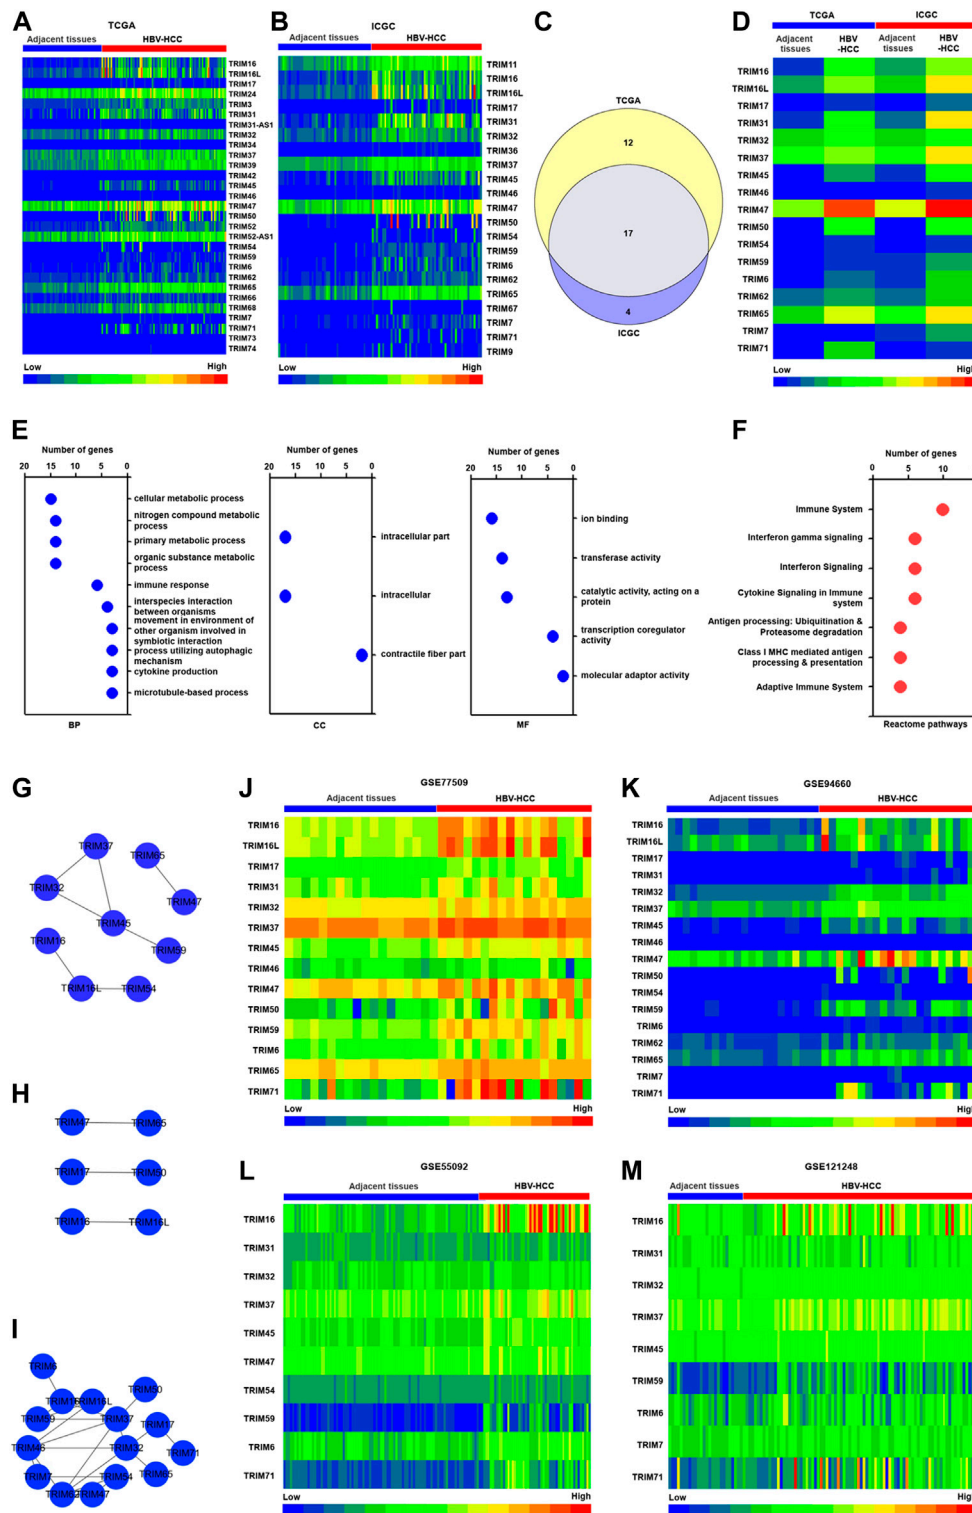 A
TCGA
Adjacent tissues
HBV-HCC
TRIM16
TRIM16L
TRIM17
TRIM24
TRIM3
TRIM31
TRIM31-AS1
TRIM32
TRIM34
TRIM37
TRIM39
TRIM42
TRIM45
TRIM46
TRIM47
TRIM50
TRIM52
TRIM52-AS1
TRIM54
TRIM59
TRIM6
TRIM62
TRIM65
TRIM66
TRIM68
TRIM7
TRIM71
TRIM73
TRIM74
Low
High
B
ICGC
Adjacent tissues
HBV-HCC
TRIM11
TRIM16
TRIM16L
TRIM17
TRIM31
TRIM32
TRIM36
TRIM37
TRIM45
TRIM46
TRIM47
TRIM50
TRIM54
TRIM59
TRIM6
TRIM62
TRIM65
TRIM67
TRIM7
TRIM71
TRIM9
Low
High
C
TCGA
12
17
4
ICGC
D
TCGA
ICGC
Adjacent tissues
HBV -HCC
Adjacent tissues
HBV -HCC
TRIM16
TRIM16L
TRIM17
TRIM31
TRIM32
TRIM37
TRIM45
TRIM46
TRIM47
TRIM50
TRIM54
TRIM59
TRIM6
TRIM62
TRIM65
TRIM7
TRIM71
Low
High
E
Number of genes
20 15 10 5 0
cellular metabolic process
nitrogen compound metabolic
process
primary metabolic process
organic substance metabolic
process
immune response
interspecies interaction
between organisms
movement in environment of
other organism involved in
symbiotic interaction
process utilizing autophagic
mechanism
cytokine production
microtubule-based process
BP
Number of genes
20 15 10 5 0
intracellular part
intracellular
contractile fiber part
CC
Number of genes
20 15 10 5 0
ion binding
transferase activity
catalytic activity, acting on a
protein
transcription coregulator
activity
molecular adaptor activity
MF
F
Number of genes
0 5 10
Immune System
Interferon gamma signaling
Interferon Signaling
Cytokine Signaling in Immune
system
Antigen processing: Ubiquitination
& Proteasome degradation
Class I MHC mediated antigen
processing & presentation
Adaptive Immune System
Reactome pathways
G
TRIM37
TRIM65
TRIM32
TRIM47
TRIM45
TRIM16
TRIM59
TRIM16L
TRIM54
H
TRIM47
TRIM65
TRIM17
TRIM50
TRIM16
TRIM16L
I
TRIM6
TRIM16
TRIM16L
TRIM50
TRIM59
TRIM37
TRIM17
TRIM46
TRIM32
TRIM71
TRIM7
TRIM54
TRIM65
TRIM47
J
GSE77509
Adjacent tissues
HBV-HCC
TRIM16
TRIM16L
TRIM17
TRIM31
TRIM32
TRIM37
TRIM45
TRIM46
TRIM47
TRIM50
TRIM59
TRIM6
TRIM65
TRIM71
Low
High
K
GSE94660
Adjacent tissues
HBV-HCC
TRIM16
TRIM16L
TRIM17
TRIM31
TRIM32
TRIM37
TRIM45
TRIM46
TRIM47
TRIM50
TRIM54
TRIM59
TRIM6
TRIM62
TRIM65
TRIM7
TRIM71
Low
High
L
GSE55092
Adjacent tissues
HBV-HCC
TRIM16
TRIM31
TRIM32
TRIM37
TRIM45
TRIM47
TRIM54
TRIM59
TRIM6
TRIM71
Low
High
M
GSE121248
Adjacent tissues
HBV-HCC
TRIM16
TRIM31
TRIM32
TRIM37
TRIM45
TRIM59
TRIM6
TRIM7
TRIM71
Low
High